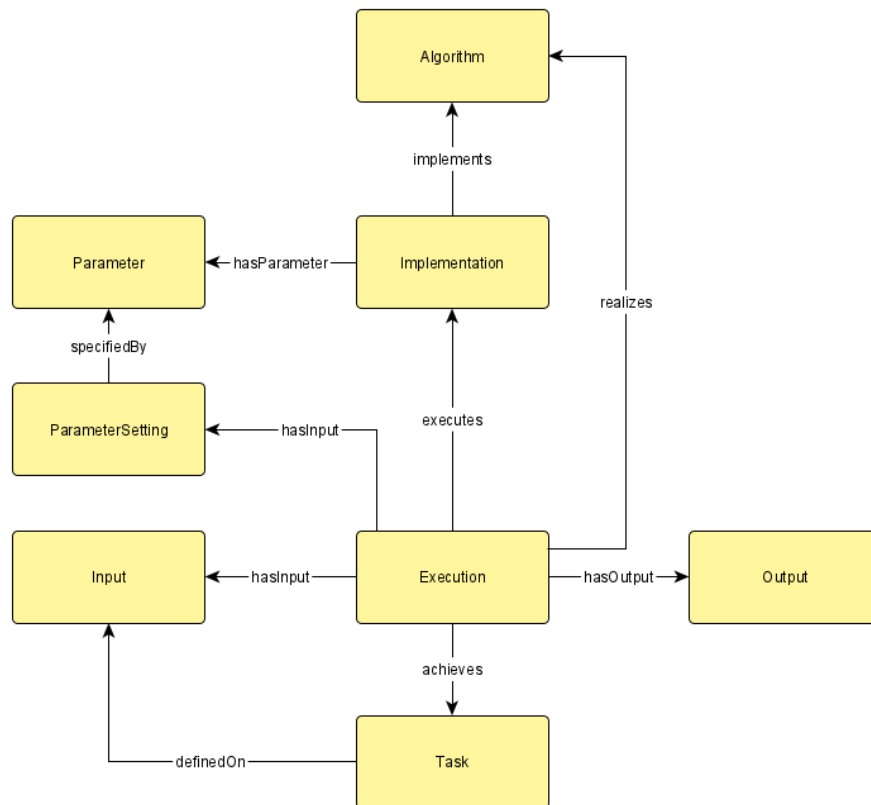 Algorithm
implements
Parameter
hasParameter
Implementation
realizes
specifiedBy
ParameterSetting
hasInput
executes
Input
hasInput
Execution
hasOutput
Output
achieves
definedOn
Task